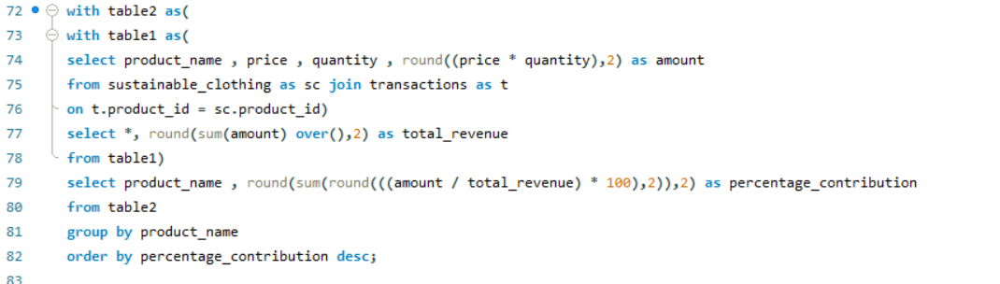 72 with table2 as(
73 with table1 as(
74 select product_name , price , quantity , round((price * quantity),2) as amount
75 from sustainable_clothing as sc join transactions as t
76 on t.product_id = sc.product_id)
77 select *, round(sum(amount) over(),2) as total_revenue
78 from table1)
79 select product_name , round(sum(round(((amount / total_revenue) * 100),2)),2) as percentage_contribution
80 from table2
81 group by product_name
82 order by percentage_contribution desc;
83